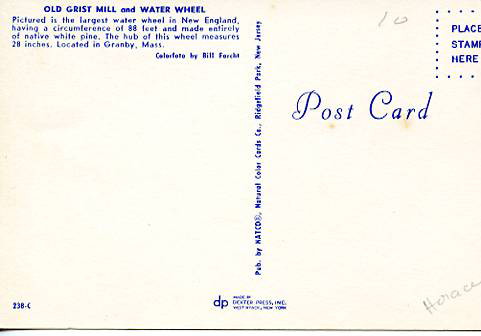 OLD GRIST MILL and WATER WHEEL
Pictured is the largest water wheel in New England,
having a circumference of 88 feet and made entirely
of native white pine. The hub of this wheel measures
28 inches. Located in Granby, Mass.
Colorfoto by Bill Forcht
238-C
Pub. by NATCO®, Natural Color Cards Co., Ridgefield Park, New Jersey
dp
MADE BY
DEXTER PRESS, INC.
WEST NYACK, NEW YORK
10
PLACE
STAMP
HERE
Post Card
Horace